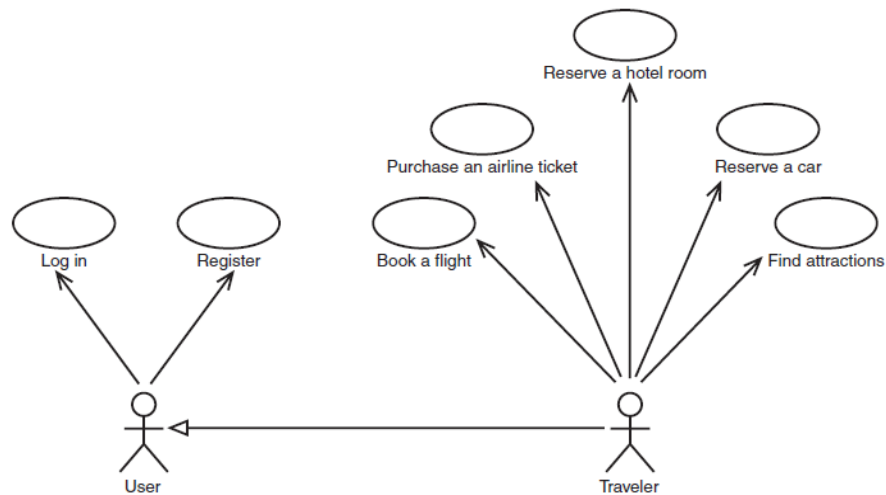 Reserve a hotel room
Purchase an airline ticket
Reserve a car
Log in
Register
Book a flight
Find attractions
User
Traveler